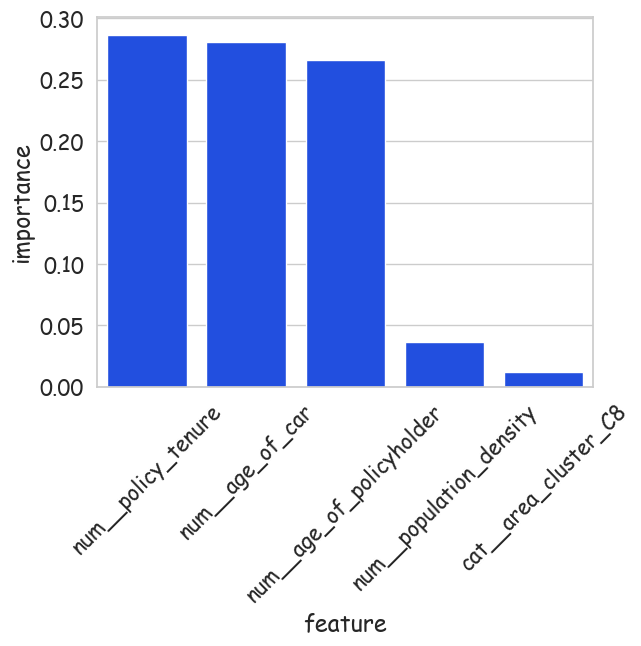 0.30
0.25
0.20
0.15
0.10
0.05
0.00
importance
num__policy_tenure
num__age_of_car
num__age_of_policyholder
num__population_density
cat__area_cluster_C8
feature